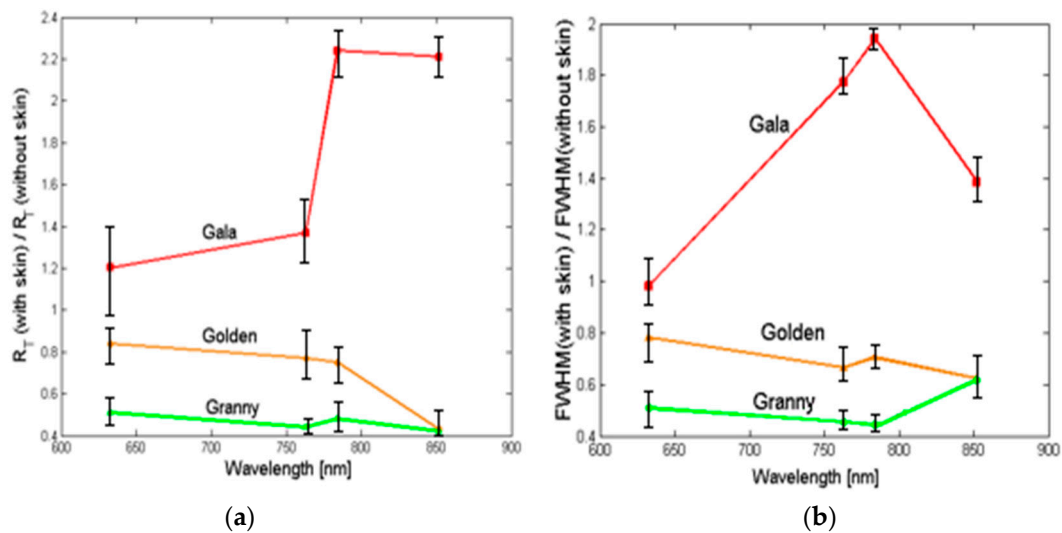 R_T (with skin) / R_T (without skin)
2.4
2.2
2
1.8
1.6
1.4
1.2
1
0.8
0.6
0.4
Gala
Golden
Granny
600 650 700 750 800 850 900
Wavelength [nm]
(a)
FWHM(with skin) / FWHM(without skin)
2
1.8
1.6
1.4
1.2
1
0.8
0.6
0.4
Gala
Golden
Granny
600 650 700 750 800 850 900
Wavelength [nm]
(b)